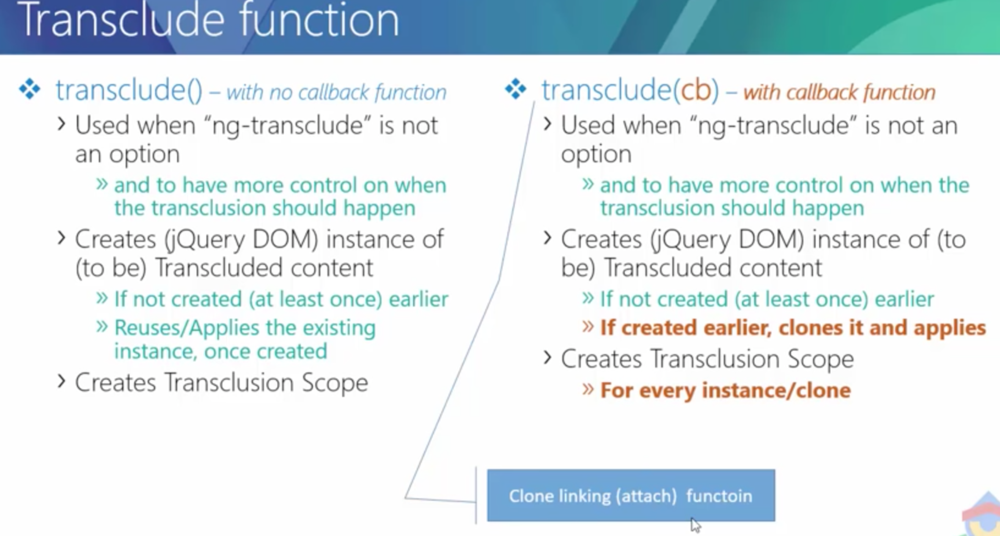 Transclude function
transclude() – with no callback function
› Used when “ng-transclude” is not
an option
» and to have more control on when
the transclusion should happen
› Creates (jQuery DOM) instance of
(to be) Transcluded content
» If not created (at least once) earlier
» Reuses/Applies the existing
instance, once created
› Creates Transclusion Scope
transclude(cb) – with callback function
› Used when “ng-transclude” is not an
option
» and to have more control on when the
transclusion should happen
› Creates (jQuery DOM) instance of (to
be) Transcluded content
» If not created (at least once) earlier
» If created earlier, clones it and applies
› Creates Transclusion Scope
» For every instance/clone
Clone linking (attach) functoin